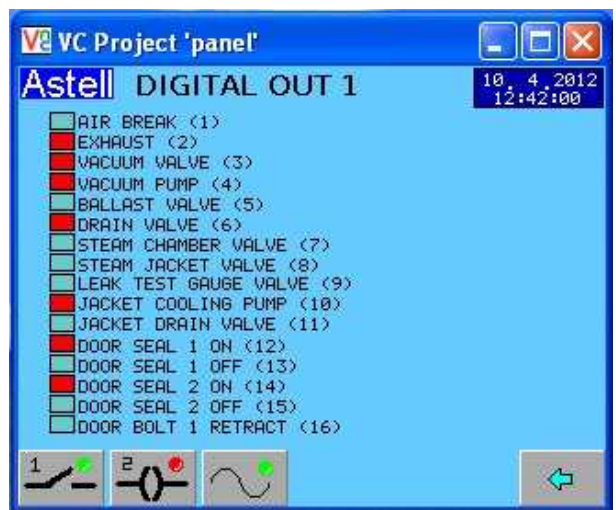 VC Project 'panel'
Astell DIGITAL OUT 1
10. 4.2012
12:42:00
AIR BREAK (1)
EXHAUST (2)
VACUUM VALVE (3)
VACUUM PUMP (4)
BALLAST VALVE (5)
DRAIN VALVE (6)
STEAM CHAMBER VALVE (7)
STEAM JACKET VALVE (8)
LEAK TEST GAUGE VALVE (9)
JACKET COOLING PUMP (10)
JACKET DRAIN VALVE (11)
DOOR SEAL 1 ON (12)
DOOR SEAL 1 OFF (13)
DOOR SEAL 2 ON (14)
DOOR SEAL 2 OFF (15)
DOOR BOLT 1 RETRACT (16)
1 2